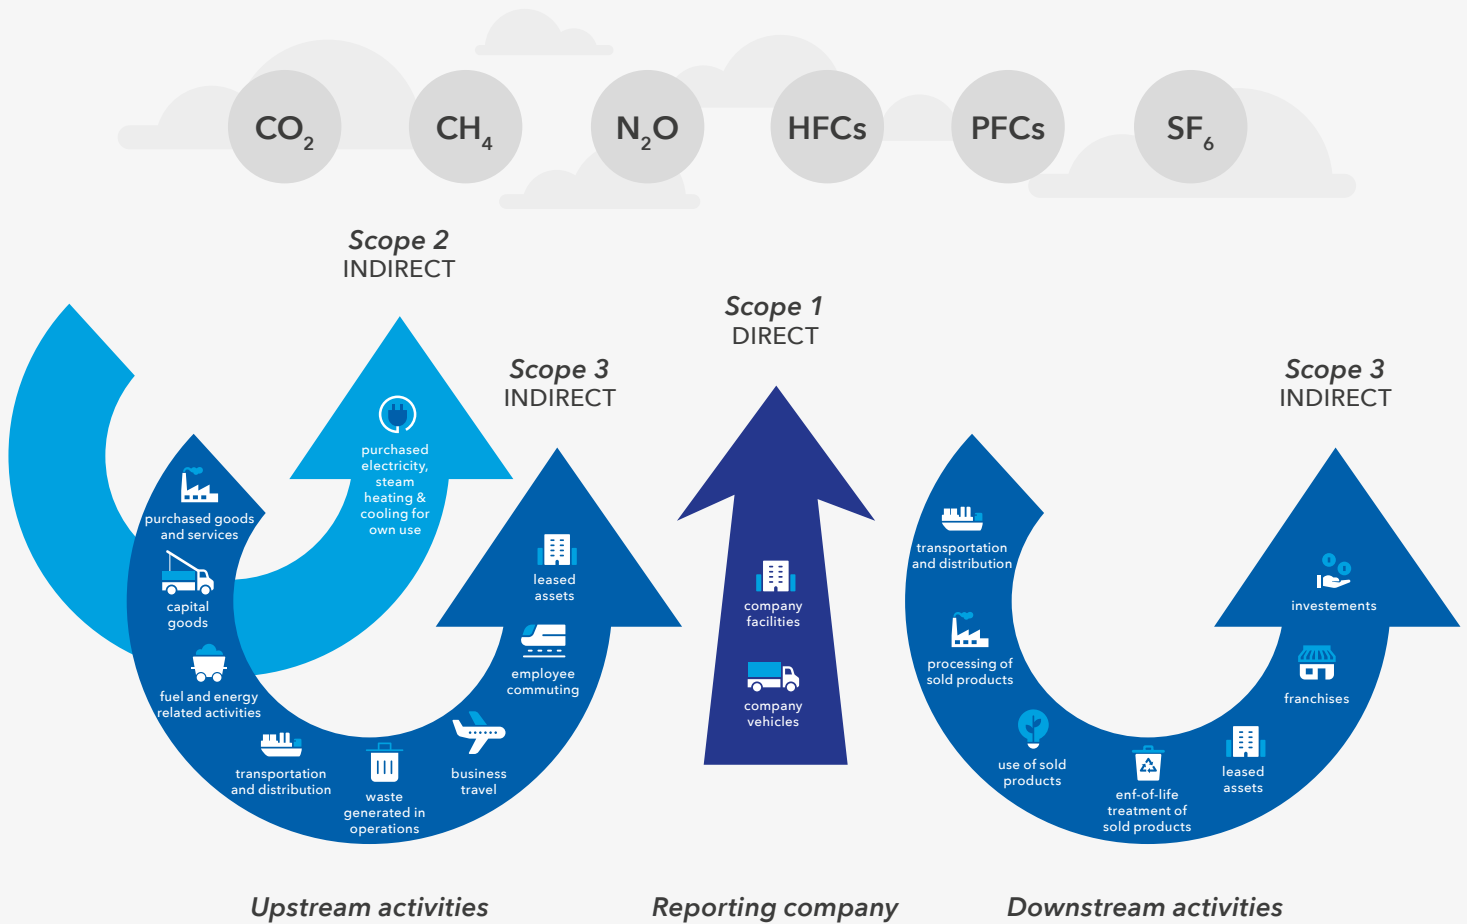 CO₂
CH₄
N₂O
HFCs
PFCs
SF₆
Scope 2
INDIRECT
purchased
electricity,
steam
heating &
cooling for
own use
Scope 3
INDIRECT
purchased goods
and services
capital
goods
fuel and energy
related activities
transportation
and distribution
waste
generated in
operations
business
travel
employee
commuting
leased
assets
Scope 1
DIRECT
company
facilities
company
vehicles
Scope 3
INDIRECT
transportation
and distribution
processing of
sold products
use of sold
products
enf-of-life
treatment of
sold products
leased
assets
franchises
investements
Upstream activities
Reporting company
Downstream activities